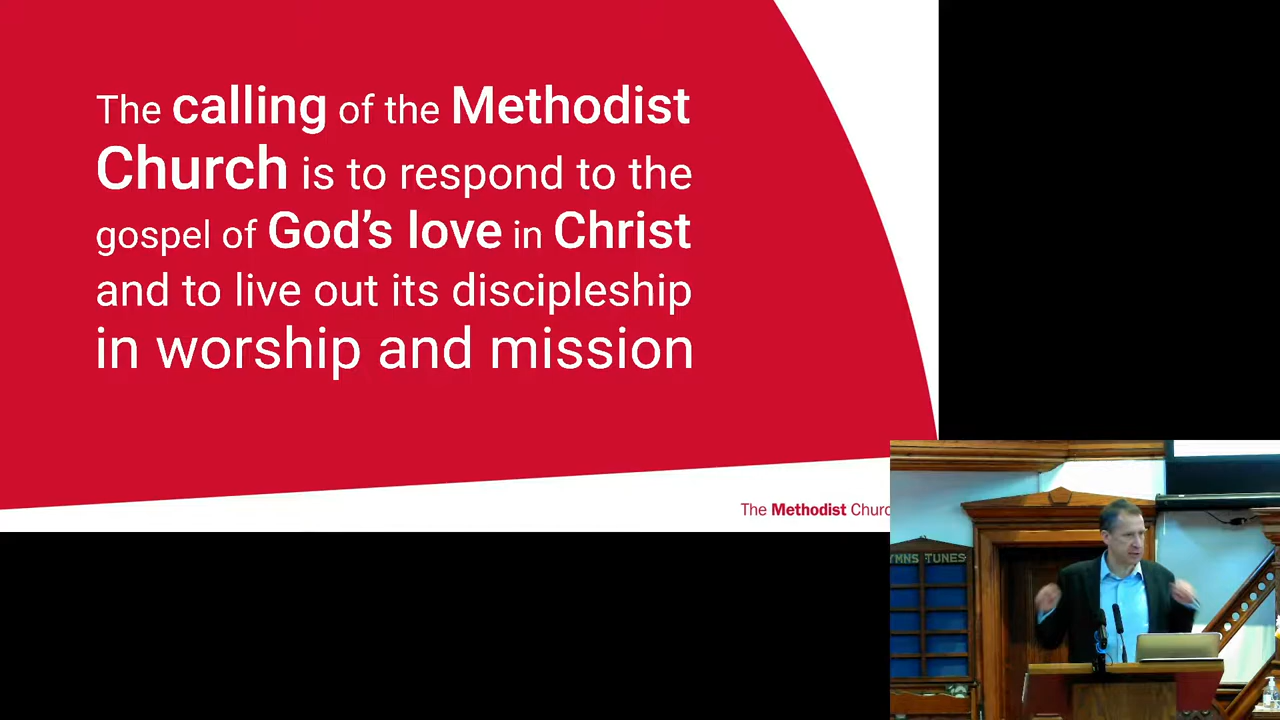 The calling of the Methodist
Church is to respond to the
gospel of God's love in Christ
and to live out its discipleship
in worship and mission
The Methodist Churc
YMNS TUNES